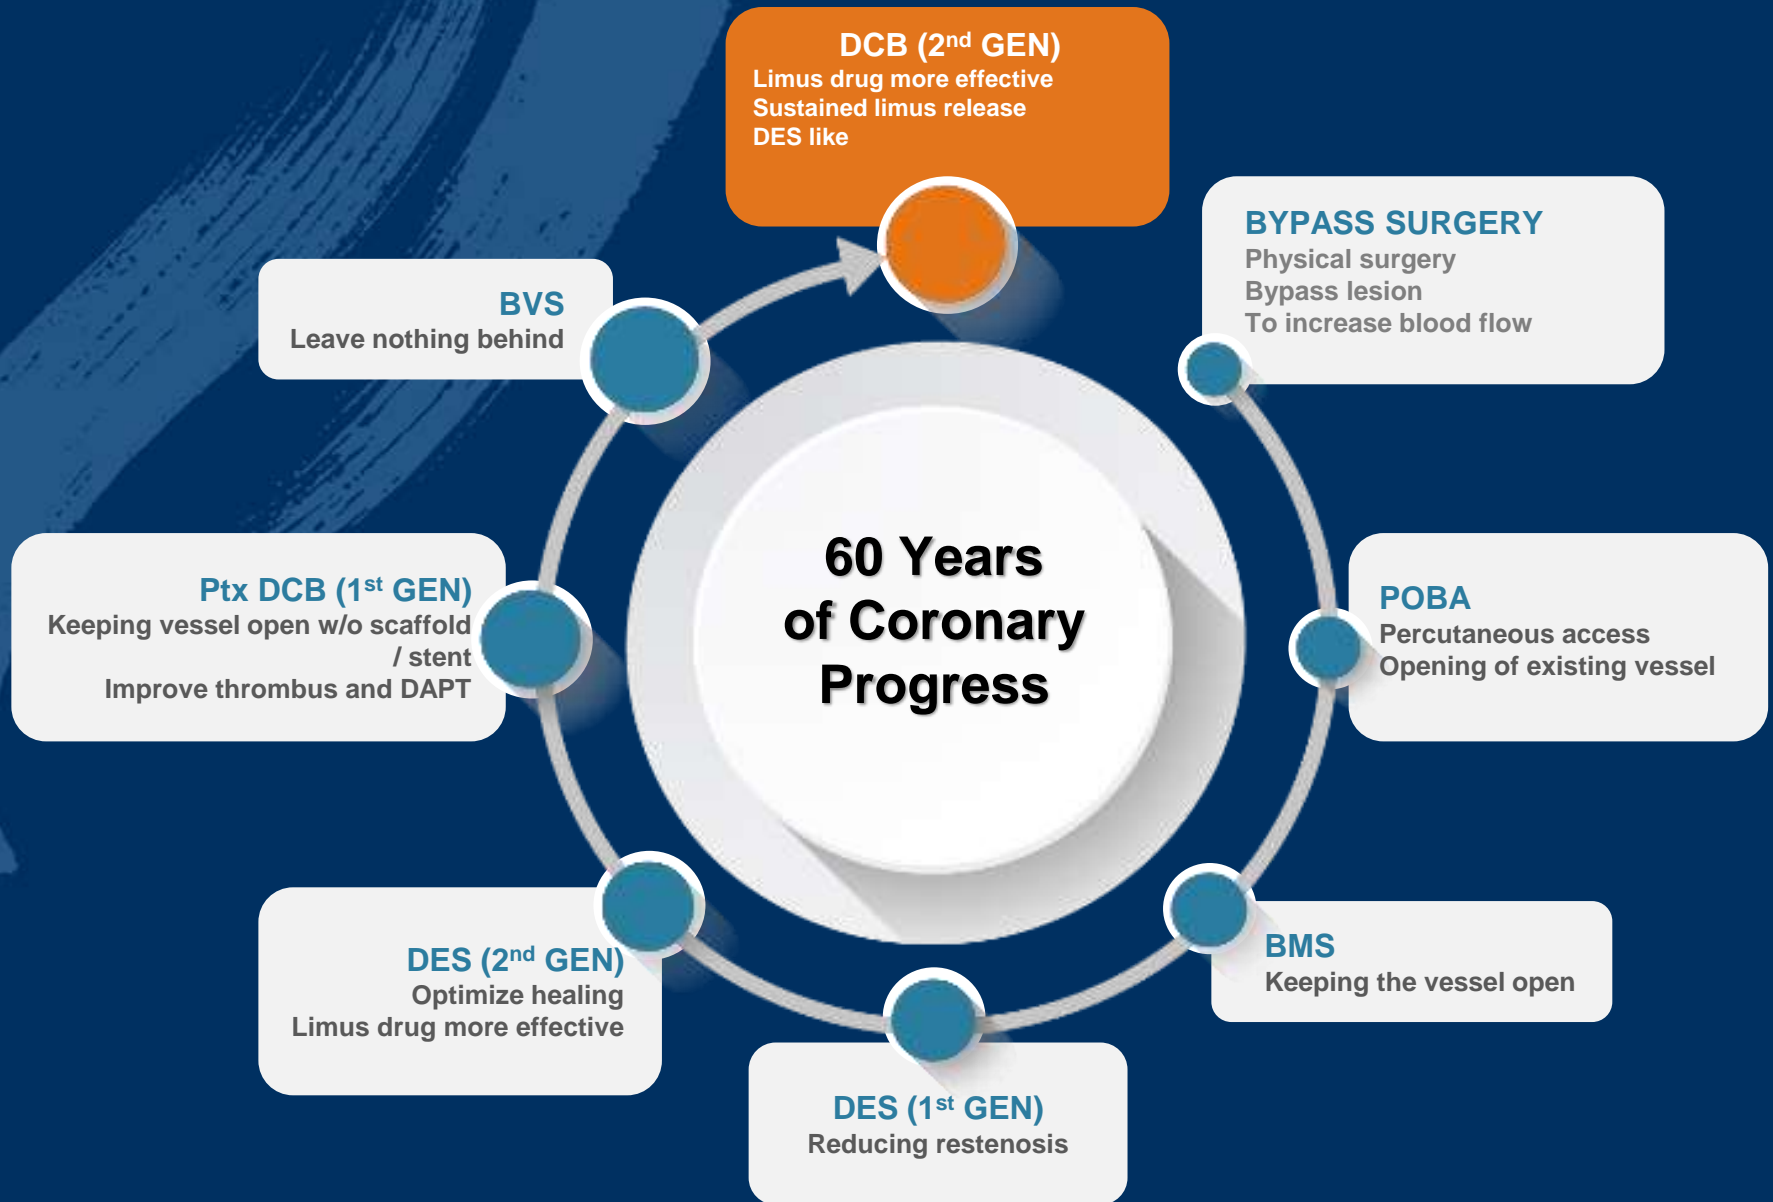 DCB (2nd GEN)
Limus drug more effective
Sustained limus release
DES like
BYPASS SURGERY
Physical surgery
Bypass lesion
To increase blood flow
BVS
Leave nothing behind
60 Years
of Coronary
Progress
Ptx DCB (1st GEN)
Keeping vessel open w/o scaffold
/ stent
Improve thrombus and DAPT
POBA
Percutaneous access
Opening of existing vessel
DES (2nd GEN)
Optimize healing
Limus drug more effective
BMS
Keeping the vessel open
DES (1st GEN)
Reducing restenosis